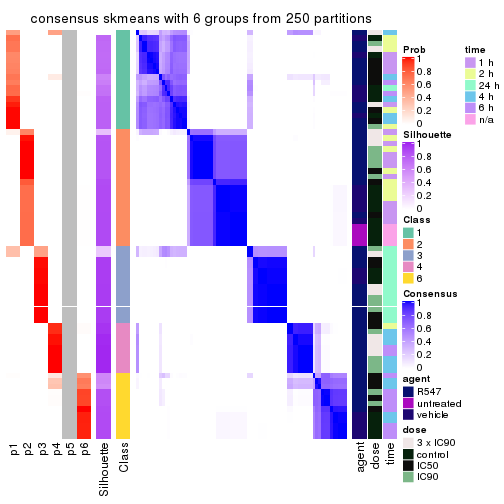 consensus skmeans with 6 groups from 250 partitions
Prob
1
0.8
0.6
0.4
0.2
0
time
1 h
2 h
24 h
4 h
6 h
n/a
Silhouette
1
0.8
0.6
0.4
0.2
0
Class
1
2
3
4
6
Consensus
1
0.8
0.6
0.4
0.2
0
agent
R547
untreated
vehicle
dose
3 x IC90
control
IC50
IC90
p1
p2
p3
p4
p5
p6
Silhouette
Class
agent
dose
time